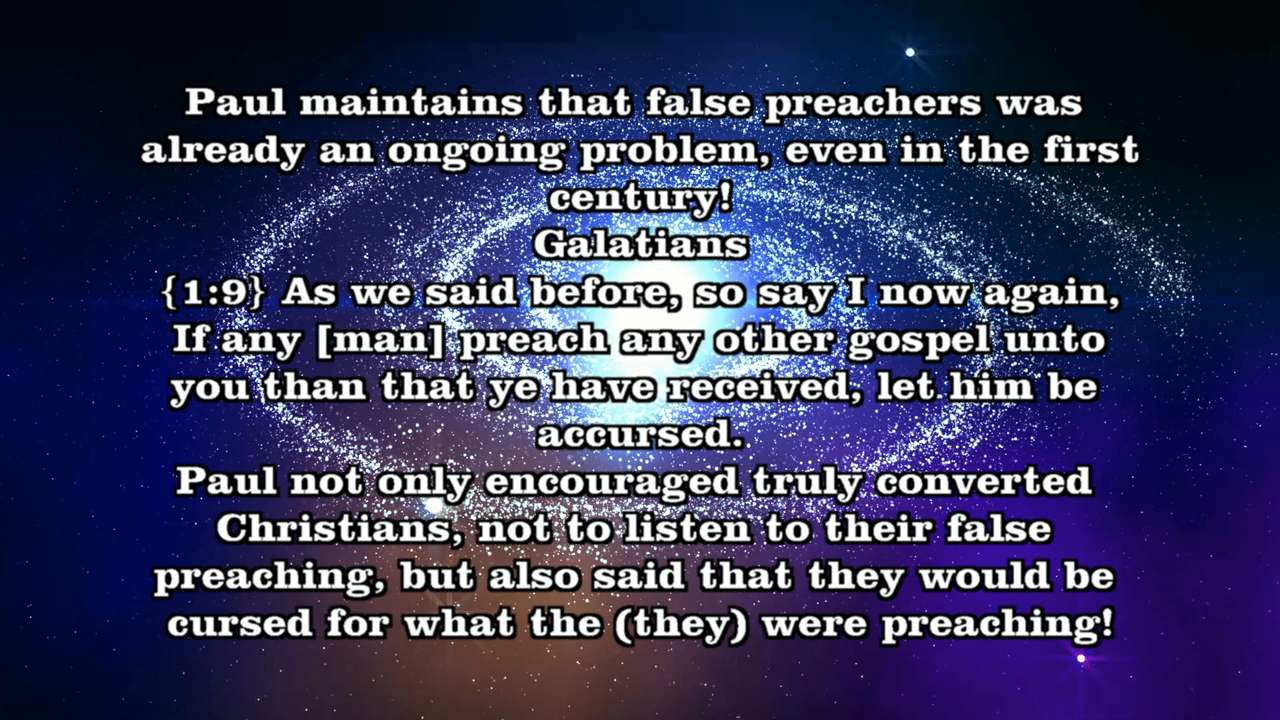 Paul maintains that false preachers was
already an ongoing problem, even in the first
century!
Galatians
{1:9} As we said before, so say I now again,
If any [man] preach any other gospel unto
you than that ye have received, let him be
accursed.
Paul not only encouraged truly converted
Christians, not to listen to their false
preaching, but also said that they would be
cursed for what the (they) were preaching!